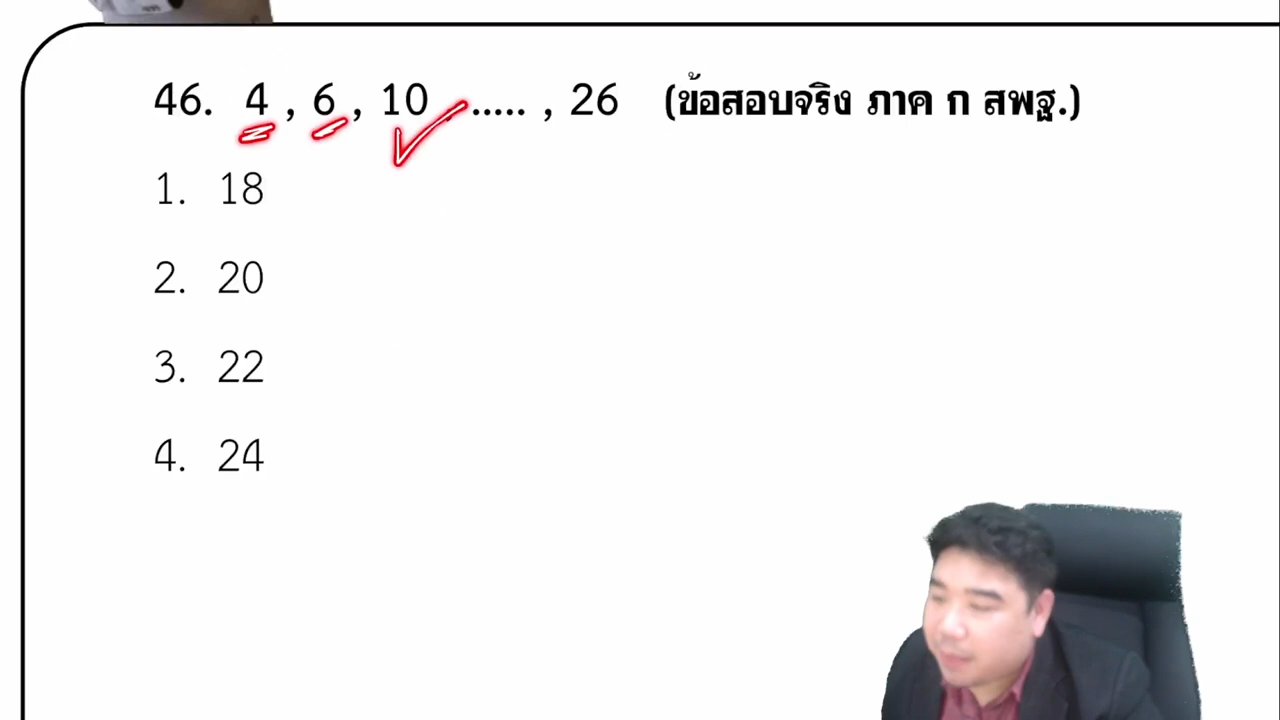 46. 4 , 6 , 10 ..... , 26 (ข้อสอบจริง ภาค ก สพฐ.)
1. 18
2. 20
3. 22
4. 24